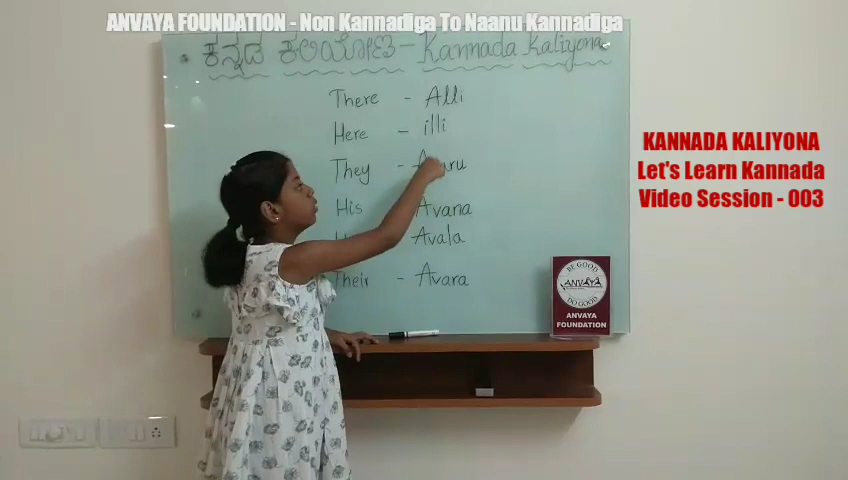 ANVAYA FOUNDATION - Non Kannadiga To Naanu Kannadiga
ಕನ್ನಡ ಕಲಿಯೋಣ - Kannada Kaliyona
There - Alli
Here - illi
They -
His Avana
Avala
Their - Avara
KANNADA KALIYONA
Let's Learn Kannada
Video Session - 003
BE GOOD
ANVAYA
DO GOOD
ANVAYA
FOUNDATION